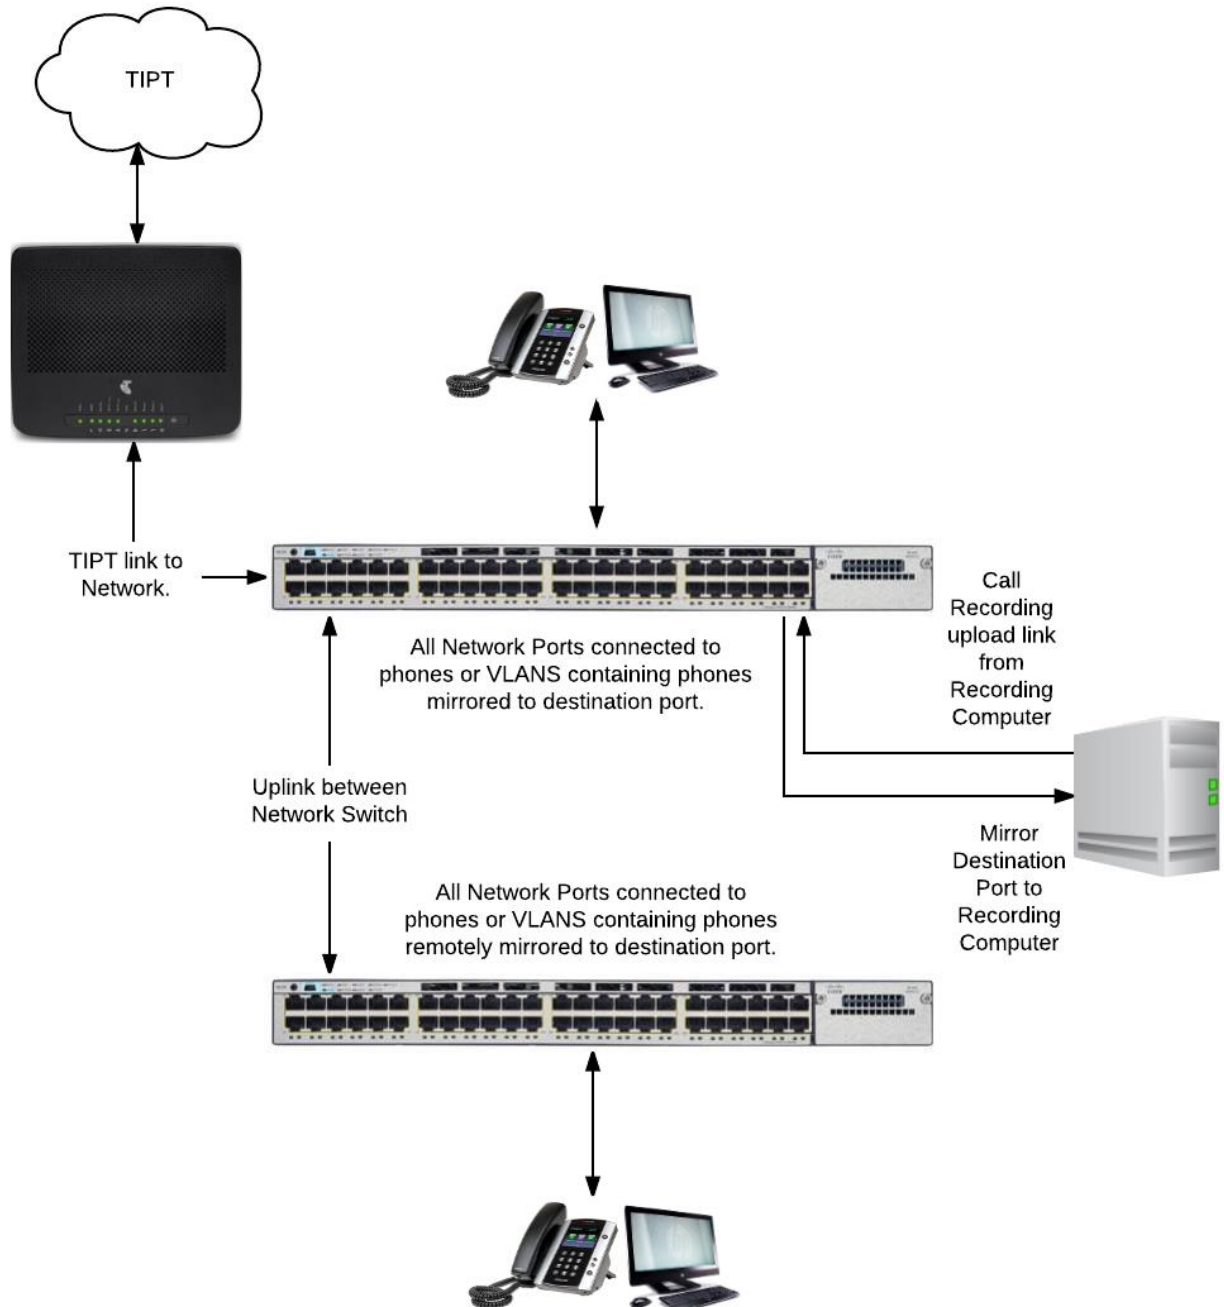 TIPT
TIPT link to
Network.
All Network Ports connected to
phones or VLANS containing phones
mirrored to destination port.
Call
Recording
upload link
from
Recording
Computer
Uplink between
Network Switch
Mirror
Destination
Port to
Recording
Computer
All Network Ports connected to
phones or VLANS containing phones
remotely mirrored to destination port.